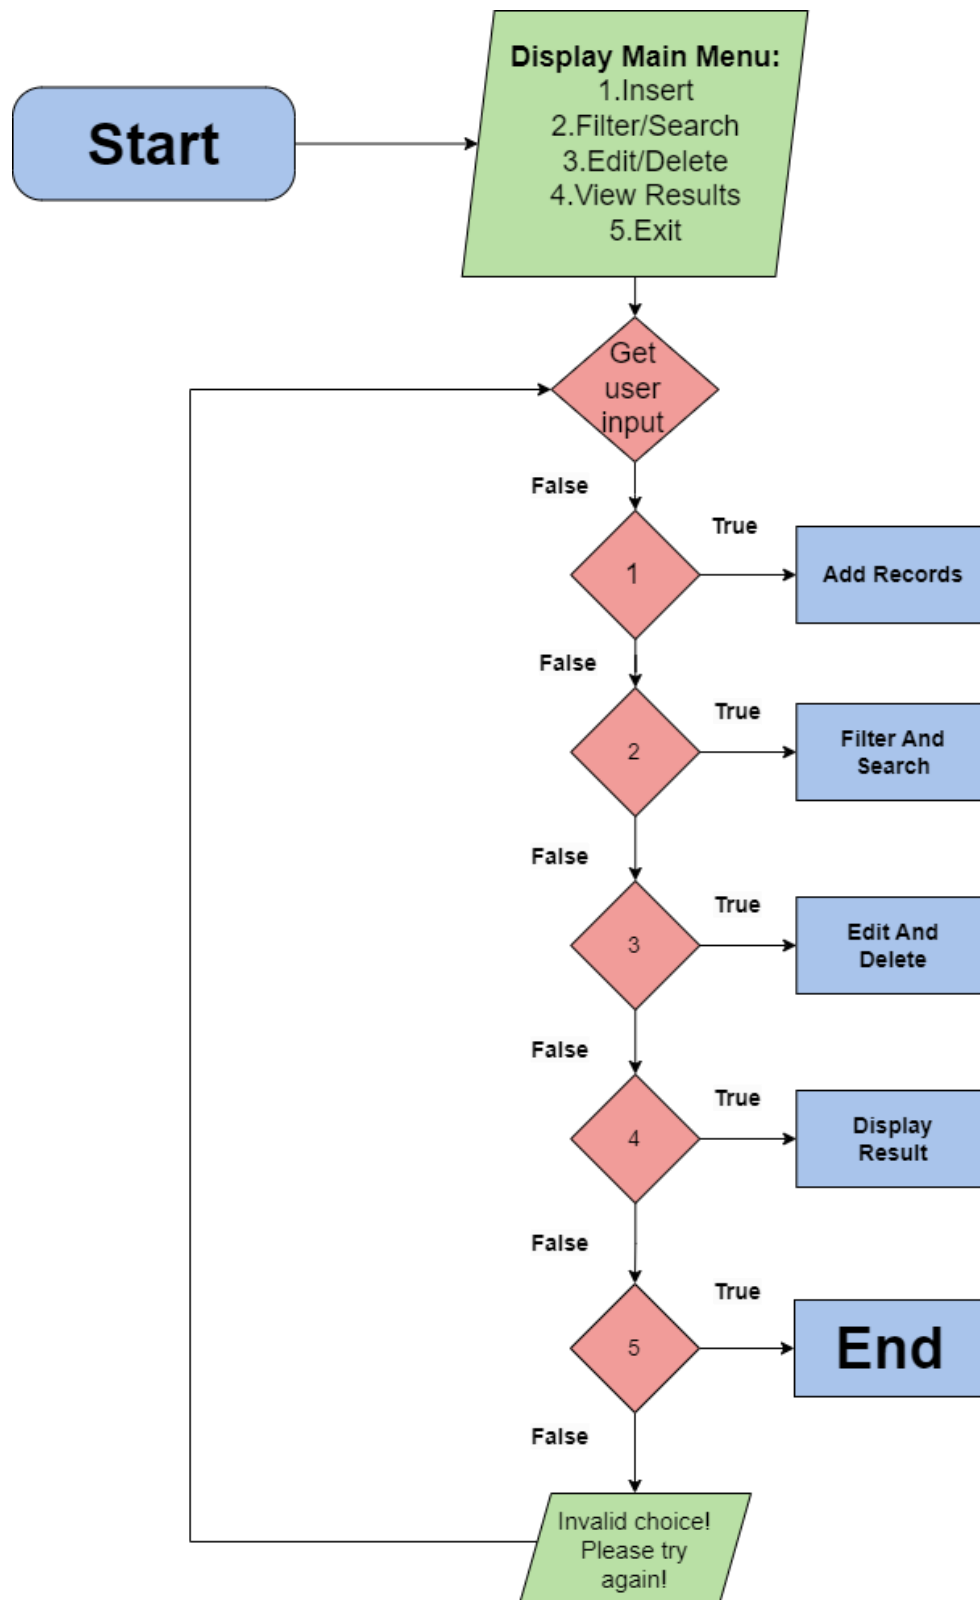 Start
Display Main Menu:
1.Insert
2.Filter/Search
3.Edit/Delete
4.View Results
5.Exit
Get
user
input
False
1
True
Add Records
False
2
True
Filter And
Search
False
3
True
Edit And
Delete
False
4
True
Display
Result
False
5
True
End
False
Invalid choice!
Please try
again!